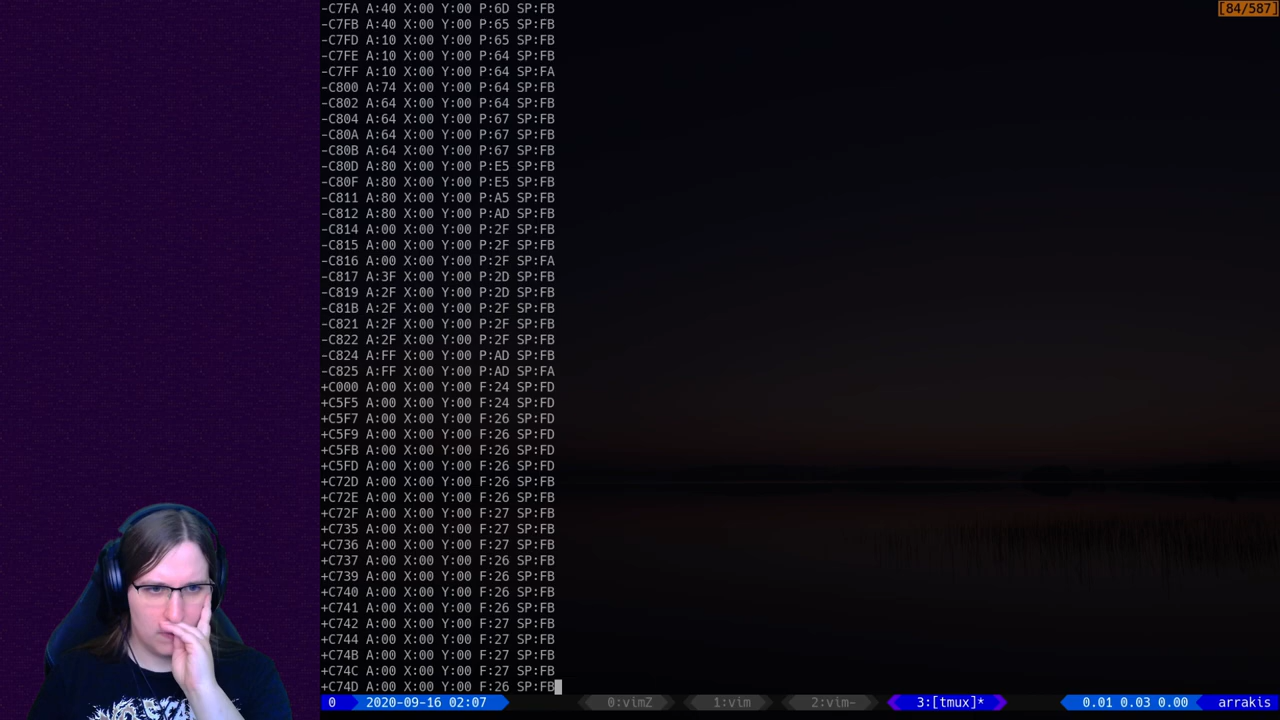 -C7FA A:40 X:00 Y:00 P:6D SP:FB
[84/587]
-C7FB A:40 X:00 Y:00 P:65 SP:FB
-C7FD A:10 X:00 Y:00 P:65 SP:FB
-C7FE A:10 X:00 Y:00 P:64 SP:FB
-C7FF A:10 X:00 Y:00 P:64 SP:FA
-C800 A:74 X:00 Y:00 P:64 SP:FB
-C802 A:64 X:00 Y:00 P:64 SP:FB
-C804 A:64 X:00 Y:00 P:67 SP:FB
-C80A A:64 X:00 Y:00 P:67 SP:FB
-C80B A:64 X:00 Y:00 P:67 SP:FB
-C80D A:80 X:00 Y:00 P:E5 SP:FB
-C80F A:80 X:00 Y:00 P:E5 SP:FB
-C811 A:80 X:00 Y:00 P:A5 SP:FB
-C812 A:80 X:00 Y:00 P:AD SP:FB
-C814 A:00 X:00 Y:00 P:2F SP:FB
-C815 A:00 X:00 Y:00 P:2F SP:FB
-C816 A:00 X:00 Y:00 P:2F SP:FA
-C817 A:3F X:00 Y:00 P:2D SP:FB
-C819 A:2F X:00 Y:00 P:2D SP:FB
-C81B A:2F X:00 Y:00 P:2F SP:FB
-C821 A:2F X:00 Y:00 P:2F SP:FB
-C822 A:2F X:00 Y:00 P:2F SP:FB
-C824 A:FF X:00 Y:00 P:AD SP:FB
-C825 A:FF X:00 Y:00 P:AD SP:FA
+C000 A:00 X:00 Y:00 F:24 SP:FD
+C5F5 A:00 X:00 Y:00 F:24 SP:FD
+C5F7 A:00 X:00 Y:00 F:26 SP:FD
+C5F9 A:00 X:00 Y:00 F:26 SP:FD
+C5FB A:00 X:00 Y:00 F:26 SP:FD
+C5FD A:00 X:00 Y:00 F:26 SP:FD
+C72D A:00 X:00 Y:00 F:26 SP:FB
+C72E A:00 X:00 Y:00 F:26 SP:FB
+C72F A:00 X:00 Y:00 F:27 SP:FB
+C735 A:00 X:00 Y:00 F:27 SP:FB
+C736 A:00 X:00 Y:00 F:27 SP:FB
+C737 A:00 X:00 Y:00 F:26 SP:FB
+C739 A:00 X:00 Y:00 F:26 SP:FB
+C740 A:00 X:00 Y:00 F:26 SP:FB
+C741 A:00 X:00 Y:00 F:26 SP:FB
+C742 A:00 X:00 Y:00 F:27 SP:FB
+C744 A:00 X:00 Y:00 F:27 SP:FB
+C74B A:00 X:00 Y:00 F:27 SP:FB
+C74C A:00 X:00 Y:00 F:27 SP:FB
+C74D A:00 X:00 Y:00 F:26 SP:FB
0 2020-09-16 02:07 0:vimZ 1:vim 2:vim- 3:[tmux]* 0.01 0.03 0.00 arrakis